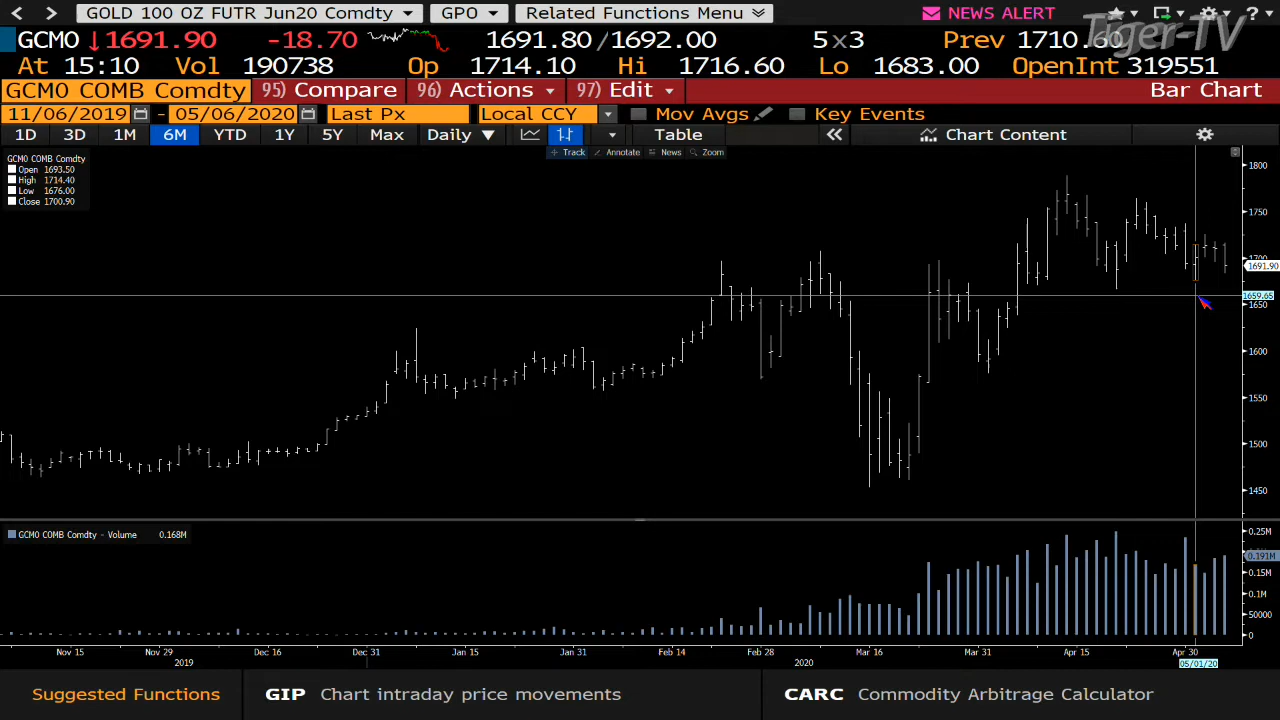 GOLD 100 OZ FUTR Jun20 Comdty GPO Related Functions Menu NEWS ALERT ?
GCM0 ↓1691.90 -18.70 1691.80/1692.00 5x3 Prev 1710.60
Tiger-TV
At 15:10 Vol 190738 Op 1714.10 Hi 1716.60 Lo 1683.00 OpenInt 319551
GCM0 COMB Comdty 95) Compare 96) Actions 97) Edit Bar Chart
11/06/2019 - 05/06/2020 Last Px Local CCY Mov Avgs Key Events
1D 3D 1M 6M YTD 1Y 5Y Max Daily ▼ Table « Chart Content
Track Annotate News Zoom
GCM0 COMB Comdty
Open 1693.50
High 1714.40
Low 1676.00
Close 1700.90
1800
1750
1700
1691.90
1659.65
1650
1600
1550
1500
1450
GCM0 COMB Comdty - Volume 0.168M
0.25M
0.191M
0.15M
0.1M
50000
0
Nov 15 Nov 29 Dec 16 Dec 31 Jan 15 Jan 31 Feb 14 Feb 28 Mar 16 Mar 31 Apr 15 Apr 30
2019 2020 05/01/20
Suggested Functions GIP Chart intraday price movements CARC Commodity Arbitrage Calculator